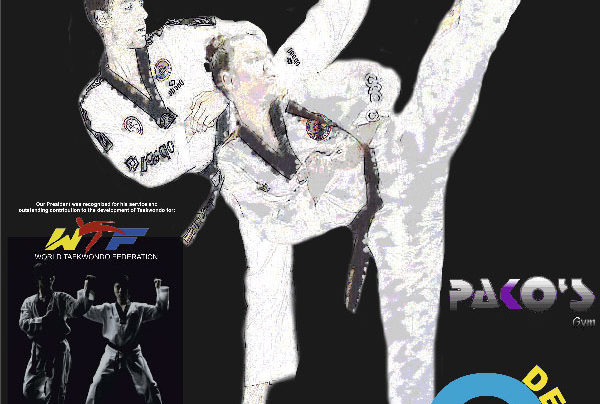 Our President was recognized for his service and
outstanding contribution to the development of Taekwondo for:
WTF
WORLD TAEKWONDO FEDERATION
PAKO'S
Gym
DE